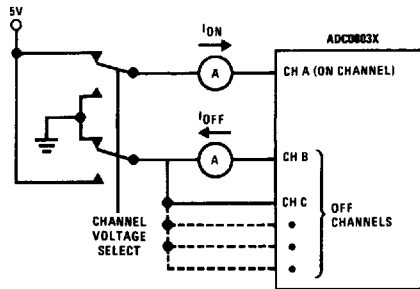 5V
ION
ADC0803X
A
CH A (ON CHANNEL)
IOFF
A
CH B
CH C
OFF
CHANNELS
CHANNEL
VOLTAGE
SELECT